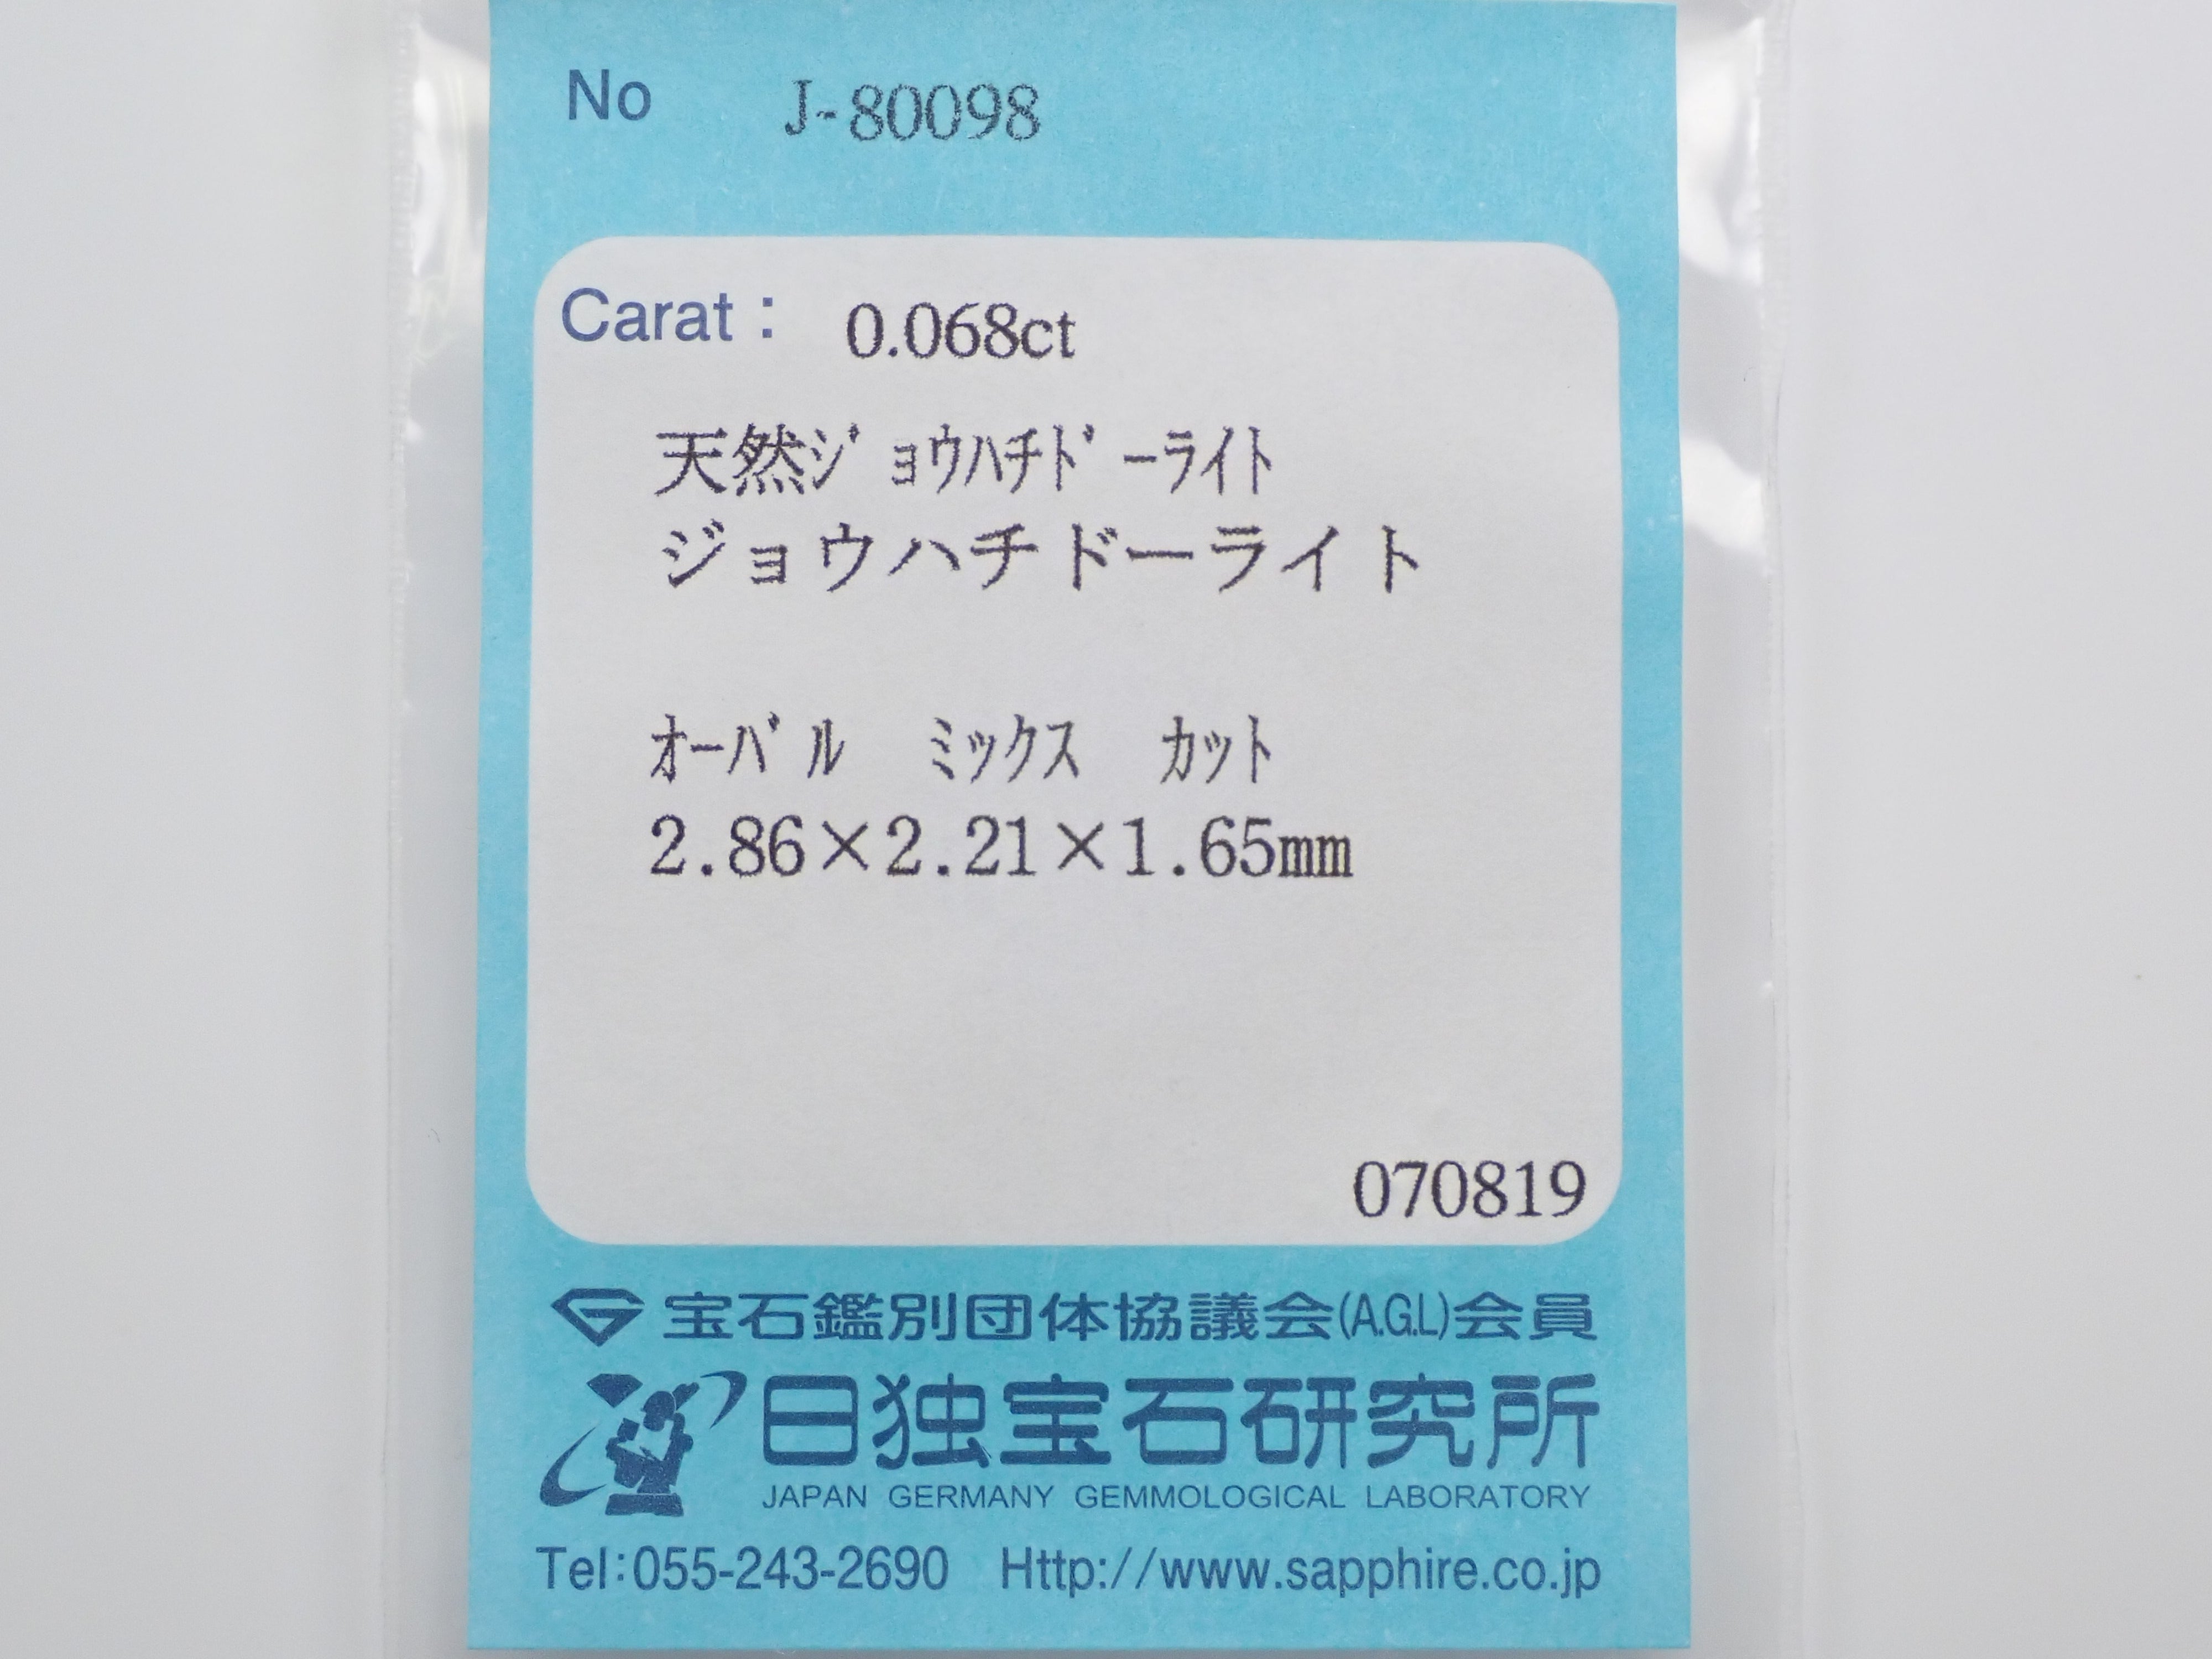 No J-80098
Carat： 0.068ct
天然ｼﾞｮｳﾊﾁﾄﾞｰﾗｲﾄ
ジョウハチドーライト
ｵｰﾊﾞﾙ ﾐｯｸｽ ｶｯﾄ
2.86×2.21×1.65mm
070819
宝石鑑別団体協議会(A.G.L)会員
日独宝石研究所
JAPAN GERMANY GEMMOLOGICAL LABORATORY
Tel:055-243-2690 Http://www.sapphire.co.jp